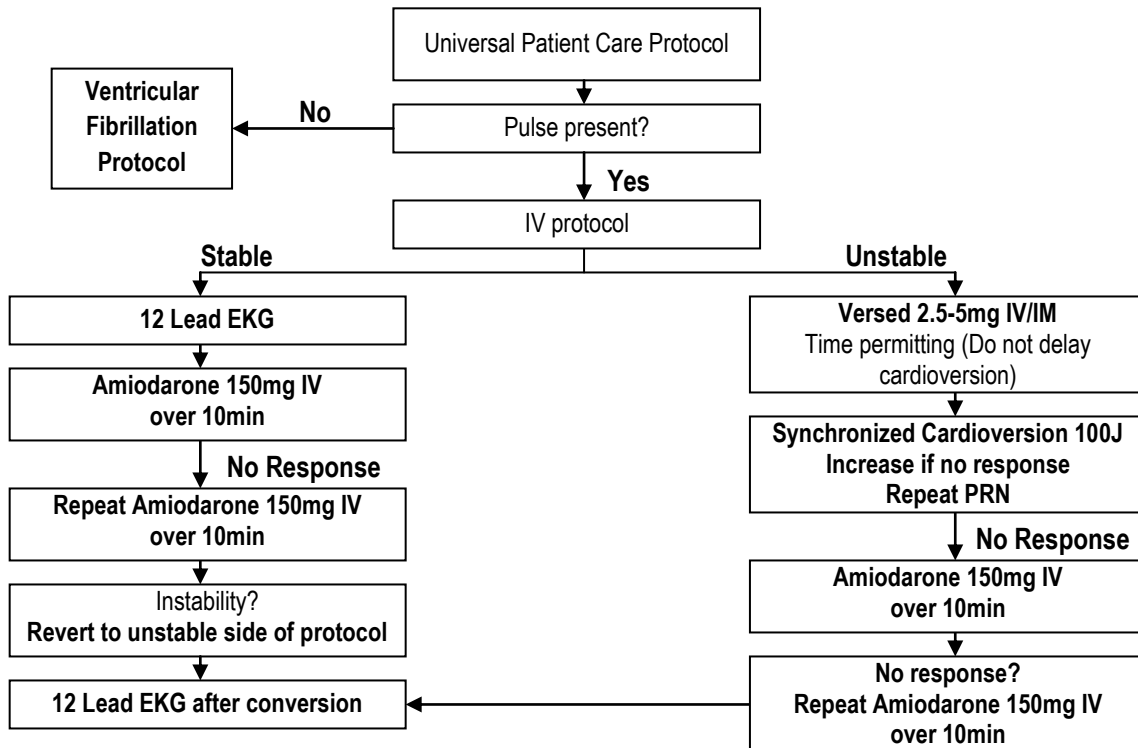 Universal Patient Care Protocol
Ventricular
Fibrillation
Protocol
No
Pulse present?
Yes
IV protocol
Stable
Unstable
12 Lead EKG
Amiodarone 150mg IV
over 10min
No Response
Repeat Amiodarone 150mg IV
over 10min
Instability?
Revert to unstable side of protocol
12 Lead EKG after conversion
Versed 2.5-5mg IV/IM
Time permitting (Do not delay
cardioversion)
Synchronized Cardioversion 100J
Increase if no response
Repeat PRN
No Response
Amiodarone 150mg IV
over 10min
No response?
Repeat Amiodarone 150mg IV
over 10min